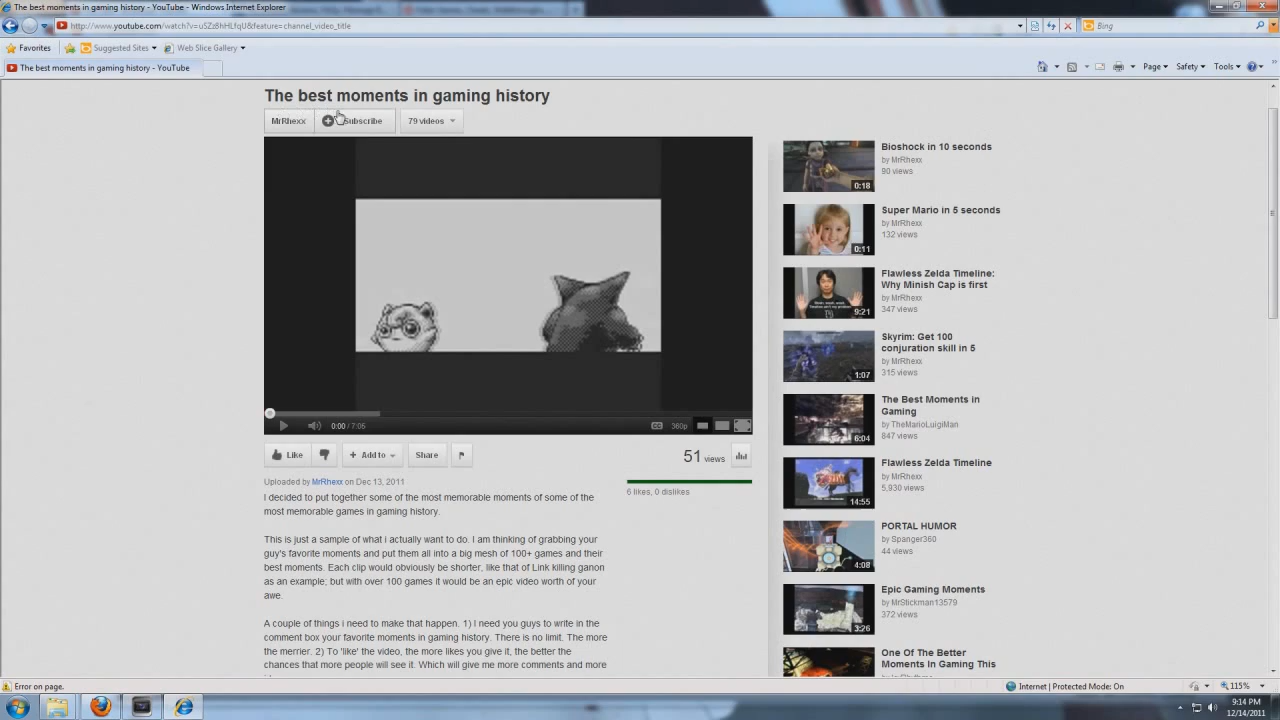 The best moments in gaming history - YouTube - Windows Internet Explorer
http://www.youtube.com/watch?v=uSZz8hHLfqU&feature=channel_video_title
Bing
Favorites
Suggested Sites
Web Slice Gallery
The best moments in gaming history - YouTube
Page
Safety
Tools
The best moments in gaming history
MrRhexx
Subscribe
79 videos
0:00 / 7:05
CC
360p
Like
+ Add to
Share
51 views
Uploaded by MrRhexx on Dec 13, 2011
6 likes, 0 dislikes
I decided to put together some of the most memorable moments of some of the
most memorable games in gaming history.
This is just a sample of what i actually want to do. I am thinking of grabbing your
guy's favorite moments and put them all into a big mesh of 100+ games and their
best moments. Each clip would obviously be shorter, like that of Link killing ganon
as an example, but with over 100 games it would be an epic video worth of your
awe.
A couple of things i need to make that happen. 1) I need you guys to write in the
comment box your favorite moments in gaming history. There is no limit. The more
the merrier. 2) To 'like' the video, the more likes you give it, the better the
chances that more people will see it. Which will give me more comments and more
Bioshock in 10 seconds
by MrRhexx
90 views
0:18
Super Mario in 5 seconds
by MrRhexx
132 views
0:11
Flawless Zelda Timeline:
Why Minish Cap is first
by MrRhexx
347 views
9:21
Skyrim: Get 100
conjuration skill in 5
by MrRhexx
315 views
1:07
The Best Moments in
Gaming
by TheMarioLuigiMan
847 views
6:04
Flawless Zelda Timeline
by MrRhexx
5,930 views
14:55
PORTAL HUMOR
by Spanger360
44 views
4:08
Epic Gaming Moments
by MrStickman13579
372 views
3:26
One Of The Better
Moments In Gaming This
Error on page.
Internet | Protected Mode: On
115%
9:14 PM
12/14/2011